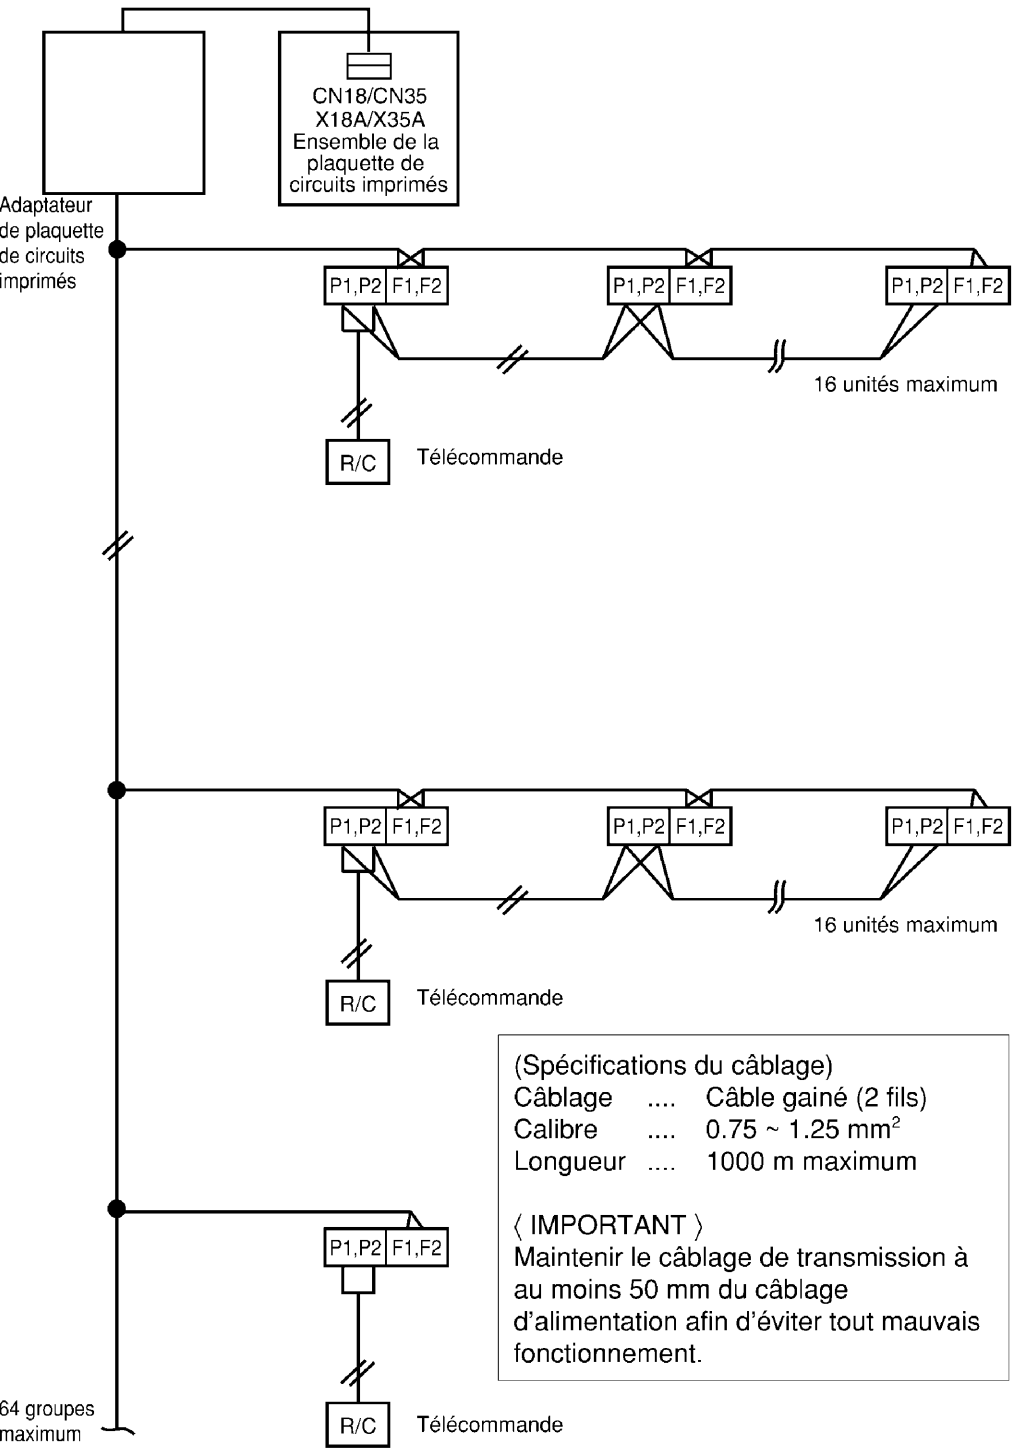 CN18/CN35
X18A/X35A
Ensemble de la
plaquette de
circuits imprimés
Adaptateur
de plaquette
de circuits
imprimés
P1,P2 F1,F2
P1,P2 F1,F2
P1,P2 F1,F2
16 unités maximum
R/C
Télécommande
P1,P2 F1,F2
P1,P2 F1,F2
P1,P2 F1,F2
16 unités maximum
R/C
Télécommande
(Spécifications du câblage)
Câblage .... Câble gainé (2 fils)
Calibre .... 0.75 ~ 1.25 mm²
Longueur .... 1000 m maximum
〈 IMPORTANT 〉
Maintenir le câblage de transmission à
au moins 50 mm du câblage
d'alimentation afin d'éviter tout mauvais
fonctionnement.
P1,P2 F1,F2
R/C
Télécommande
64 groupes
maximum